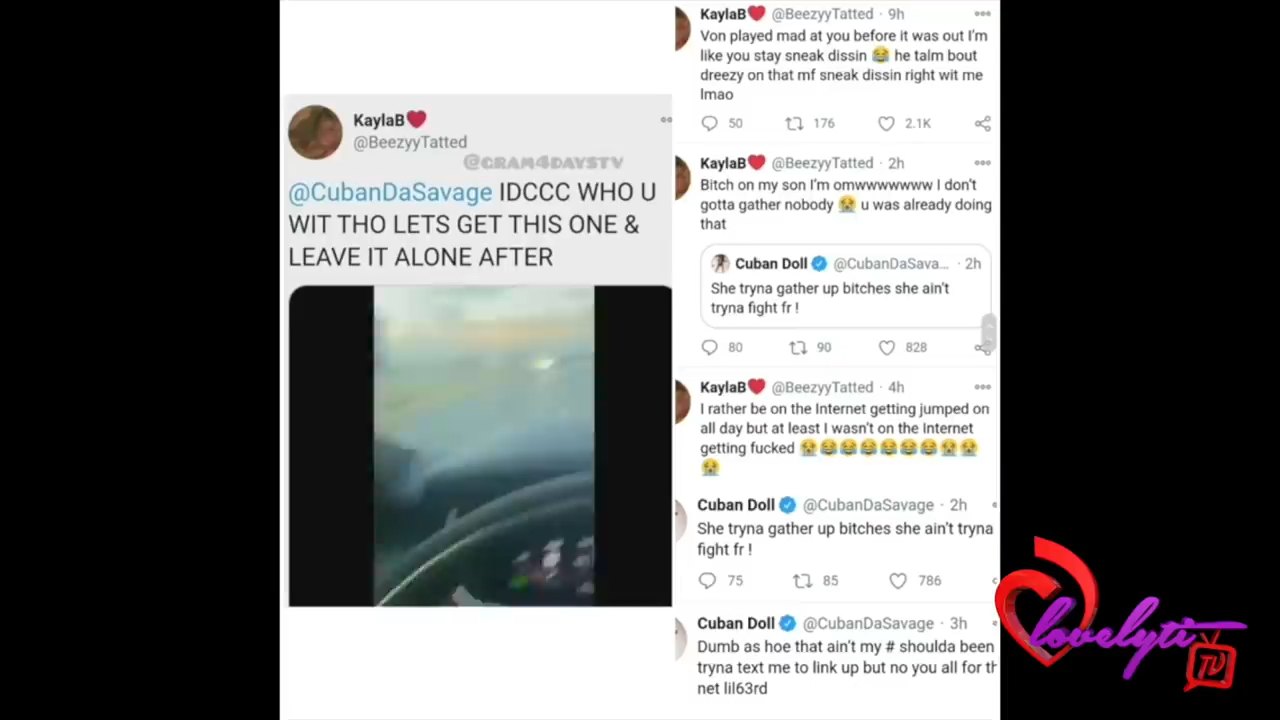 KaylaB❤️
@BeezyyTatted
@GRAM4DAYSTV
@CubanDaSavage IDCCC WHO U
WIT THO LETS GET THIS ONE &
LEAVE IT ALONE AFTER
KaylaB❤️ @BeezyyTatted · 9h
Von played mad at you before it was out I'm
like you stay sneak dissin 😂 he talm bout
dreezy on that mf sneak dissin right wit me
lmao
50 176 2.1K
KaylaB❤️ @BeezyyTatted · 2h
Bitch on my son I'm omwwwwwww I don't
gotta gather nobody 😭 u was already doing
that
Cuban Doll @CubanDaSava... · 2h
She tryna gather up bitches she ain't
tryna fight fr !
80 90 828
KaylaB❤️ @BeezyyTatted · 4h
I rather be on the Internet getting jumped on
all day but at least I wasn't on the Internet
getting fucked 😭😂😂😂😂😂😂😭😭
😭
Cuban Doll @CubanDaSavage · 2h
She tryna gather up bitches she ain't tryna
fight fr !
75 85 786
Cuban Doll @CubanDaSavage · 3h
Dumb as hoe that ain't my # shoulda been
tryna text me to link up but no you all for th
net lil63rd
lovelyti
TV